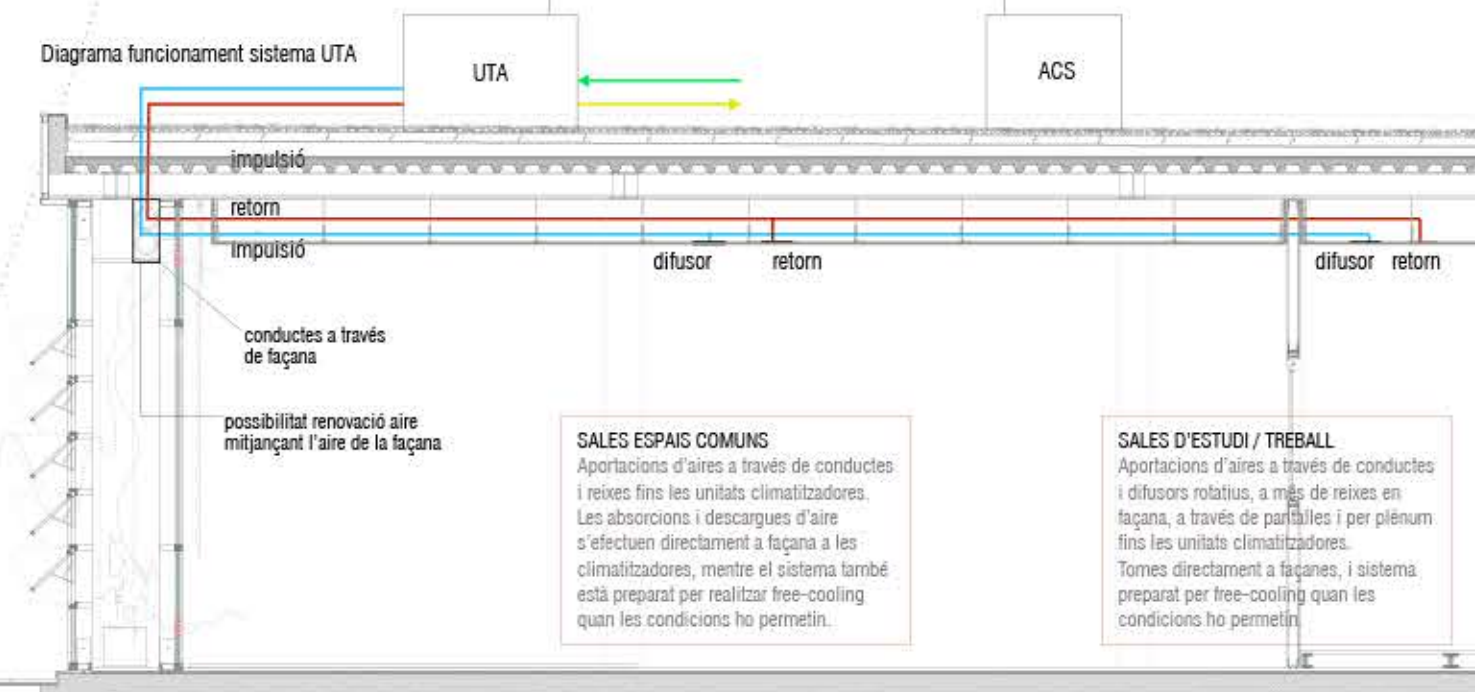 Diagrama funcionament sistema UTA
UTA
ACS
impulsió
retorn
impulsió
difusor
retorn
difusor
retorn
conductes a través
de façana
possibilitat renovació aire
mitjançant l'aire de la façana
SALES ESPAIS COMUNS
Aportacions d'aires a través de conductes
i reixes fins les unitats climatitzadores.
Les absorcions i descargues d'aire
s'efectuen directament a façana a les
climatitzadores, mentre el sistema també
està preparat per realitzar free-cooling
quan les condicions ho permetin.
SALES D'ESTUDI / TREBALL
Aportacions d'aires a través de conductes
i difusors rotatius, a més de reixes en
façana, a través de pantalles i per plènum
fins les unitats climatitzadores.
Tomes directament a façanes, i sistema
preparat per free-cooling quan les
condicions ho permetin